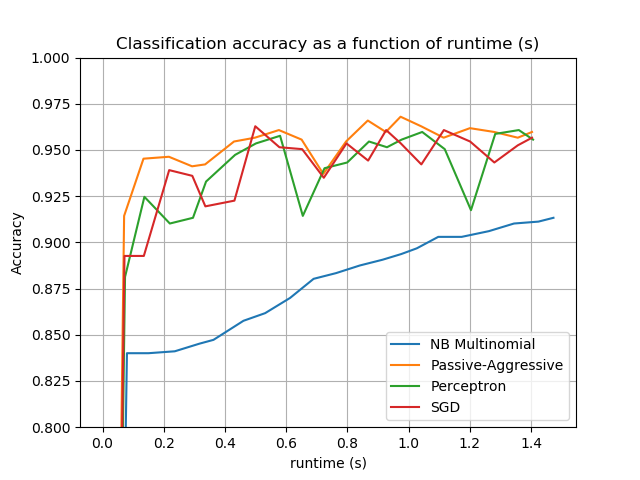 Classification accuracy as a function of runtime (s)
1.000
0.975
0.950
0.925
0.900
0.875
0.850
0.825
0.800
Accuracy
NB Multinomial
Passive-Aggressive
Perceptron
SGD
0.0 0.2 0.4 0.6 0.8 1.0 1.2 1.4
runtime (s)